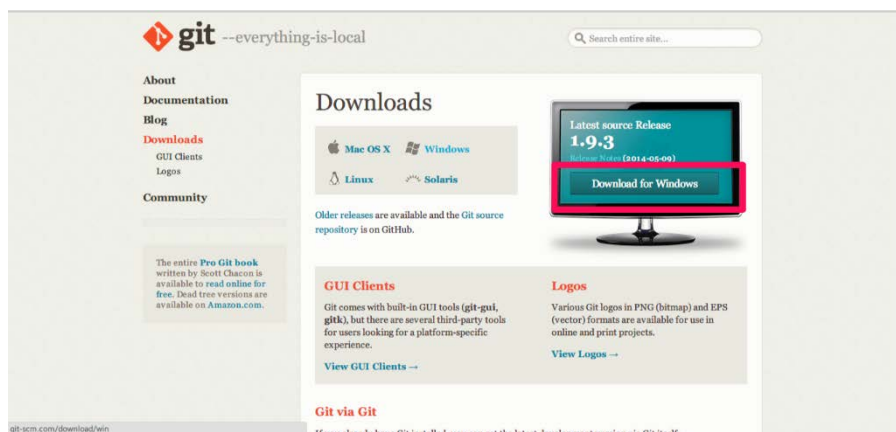 git --everything-is-local
Search entire site...
About
Documentation
Blog
Downloads
GUI Clients
Logos
Community
The entire Pro Git book
written by Scott Chacon is
available to read online for
free. Dead tree versions are
available on Amazon.com.
Downloads
Mac OS X Windows
Linux Solaris
Older releases are available and the Git source
repository is on GitHub.
Latest source Release
1.9.3
Release Notes (2014-05-09)
Download for Windows
GUI Clients
Git comes with built-in GUI tools (git-gui,
gitk), but there are several third-party tools
for users looking for a platform-specific
experience.
View GUI Clients →
Logos
Various Git logos in PNG (bitmap) and EPS
(vector) formats are available for use in
online and print projects.
View Logos →
Git via Git
git-scm.com/download/win